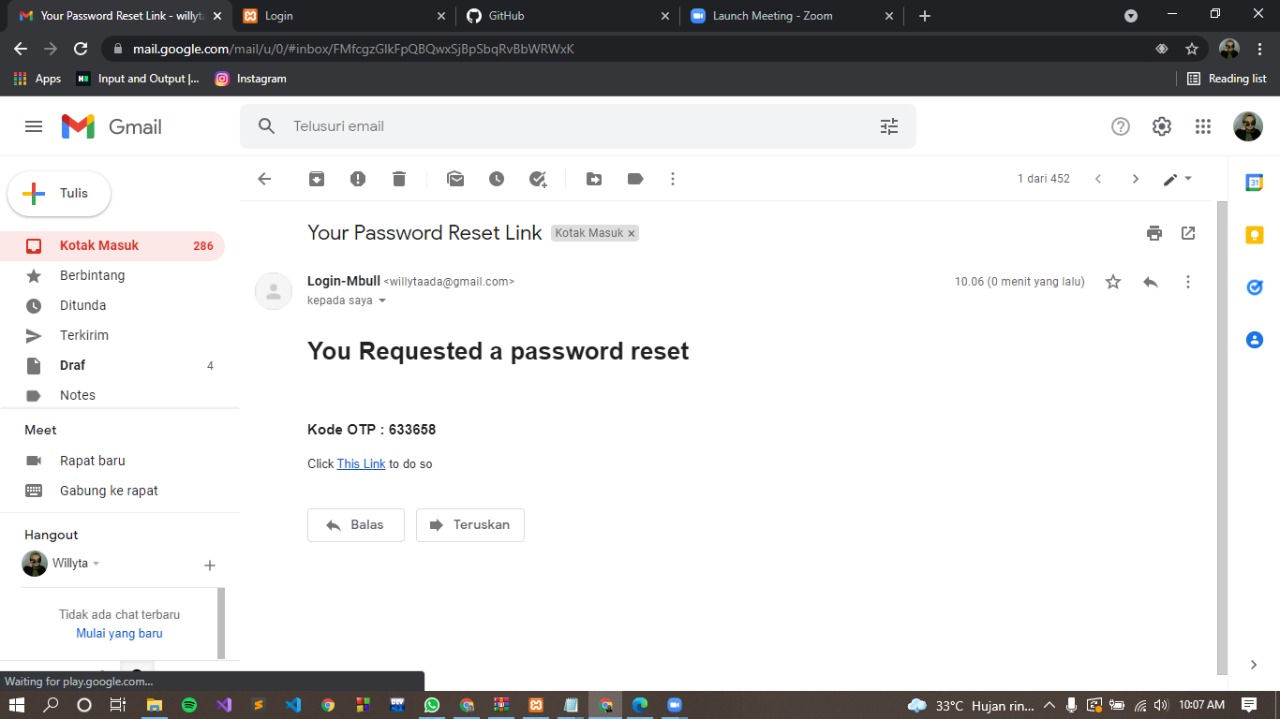 Your Password Reset Link - willyta
Login
GitHub
Launch Meeting - Zoom
mail.google.com/mail/u/0/#inbox/FMfcgzGlkFpQBQwxSjBpSbqRvBbWRWxK
Apps
Input and Output |...
Instagram
Reading list
Gmail
Telusuri email
Tulis
1 dari 452
Kotak Masuk 286
Berbintang
Ditunda
Terkirim
Draf 4
Notes
Meet
Rapat baru
Gabung ke rapat
Hangout
Willyta
Tidak ada chat terbaru
Mulai yang baru
Your Password Reset Link Kotak Masuk x
Login-Mbull <willytaada@gmail.com>
10.06 (0 menit yang lalu)
kepada saya
You Requested a password reset
Kode OTP : 633658
Click This Link to do so
Balas
Teruskan
Waiting for play.google.com...
33°C Hujan rin... 10:07 AM